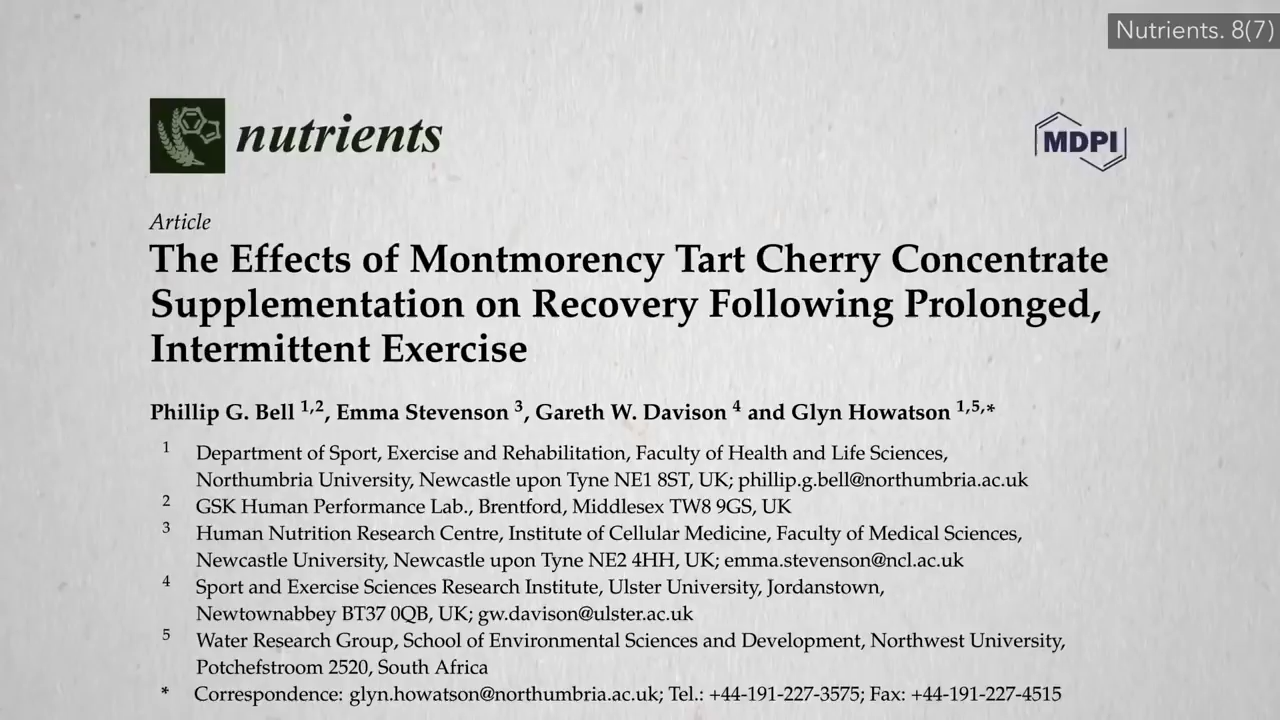 Nutrients. 8(7)
nutrients
MDPI
Article
The Effects of Montmorency Tart Cherry Concentrate
Supplementation on Recovery Following Prolonged,
Intermittent Exercise
Phillip G. Bell 1,2, Emma Stevenson 3, Gareth W. Davison 4 and Glyn Howatson 1,5,*
1 Department of Sport, Exercise and Rehabilitation, Faculty of Health and Life Sciences,
Northumbria University, Newcastle upon Tyne NE1 8ST, UK; phillip.g.bell@northumbria.ac.uk
2 GSK Human Performance Lab., Brentford, Middlesex TW8 9GS, UK
3 Human Nutrition Research Centre, Institute of Cellular Medicine, Faculty of Medical Sciences,
Newcastle University, Newcastle upon Tyne NE2 4HH, UK; emma.stevenson@ncl.ac.uk
4 Sport and Exercise Sciences Research Institute, Ulster University, Jordanstown,
Newtownabbey BT37 0QB, UK; gw.davison@ulster.ac.uk
5 Water Research Group, School of Environmental Sciences and Development, Northwest University,
Potchefstroom 2520, South Africa
* Correspondence: glyn.howatson@northumbria.ac.uk; Tel.: +44-191-227-3575; Fax: +44-191-227-4515